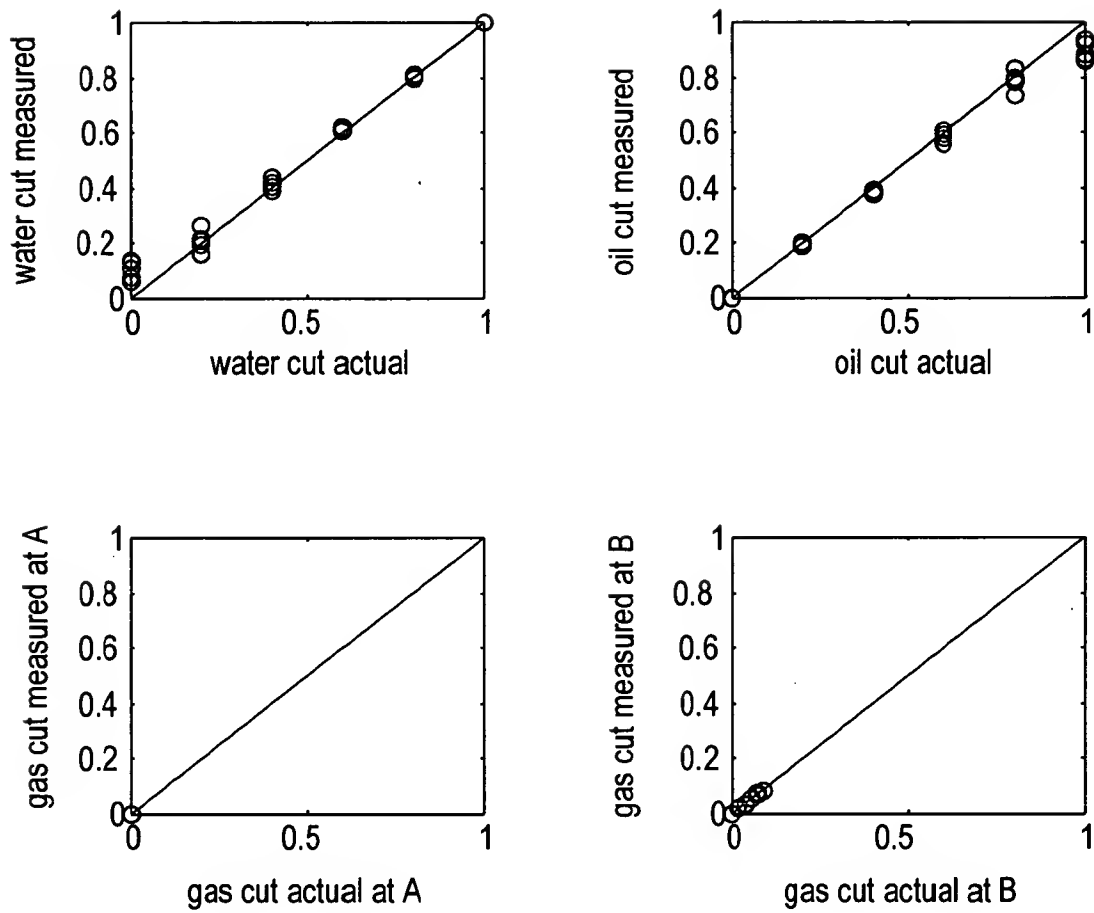 water cut measured
1
0.8
0.6
0.4
0.2
0
0 0.5 1
water cut actual
oil cut measured
1
0.8
0.6
0.4
0.2
0
0 0.5 1
oil cut actual
gas cut measured at A
1
0.8
0.6
0.4
0.2
0
0 0.5 1
gas cut actual at A
gas cut measured at B
1
0.8
0.6
0.4
0.2
0
0 0.5 1
gas cut actual at B